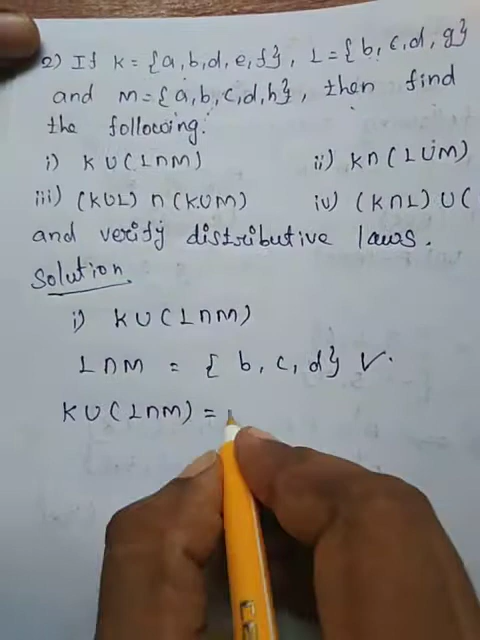 2) If K = {a,b,d,e,f}, L = {b,c,d,g}
and M = {a,b,c,d,h}, then find
the following:
i) K∪(L∩M) ii) K∩(L∪M)
iii) (K∪L) ∩ (K∪M) iv) (K∩L) ∪ (
and verify distributive laws.
Solution
i) K∪(L∩M)
L∩M = {b,c,d} ✓.
K∪(L∩M) =